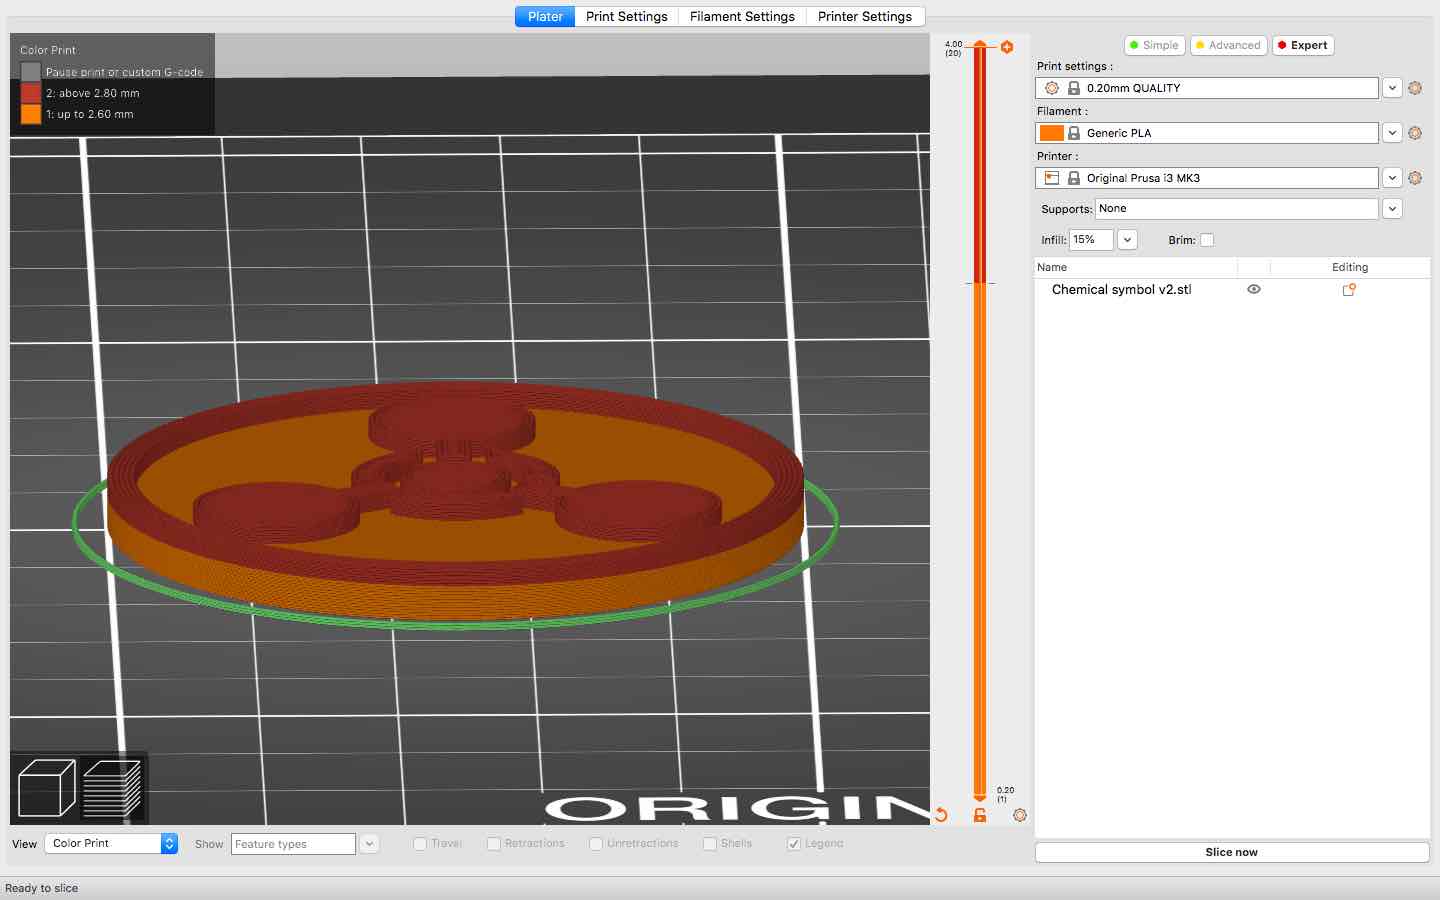 Plater Print Settings Filament Settings Printer Settings
Color Print
Pause print or custom G-code
2: above 2.80 mm
1: up to 2.60 mm
4.00
(20)
0.20
(1)
ORIGIN
Simple Advanced Expert
Print settings :
0.20mm QUALITY
Filament :
Generic PLA
Printer :
Original Prusa i3 MK3
Supports: None
Infill: 15% Brim:
Name Editing
Chemical symbol v2.stl
View Color Print Show Feature types Travel Retractions Unretractions Shells Legend
Slice now
Ready to slice